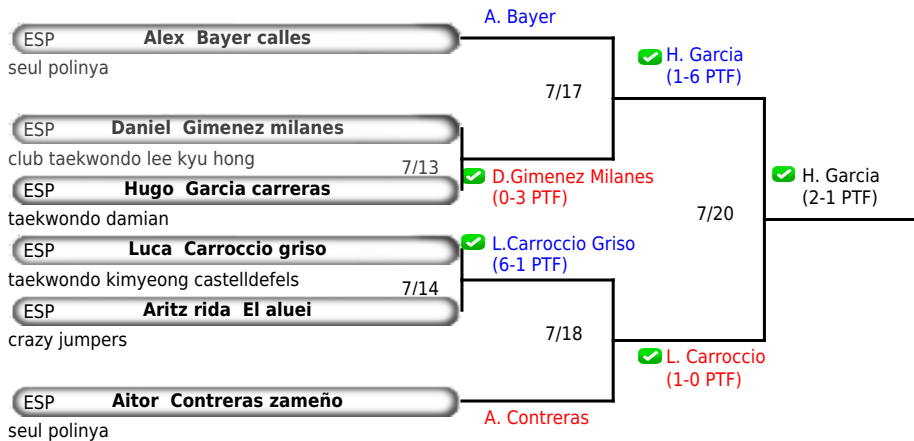 A. Bayer
ESP Alex Bayer calles
seul polinya
H. Garcia
(1-6 PTF)
7/17
ESP Daniel Gimenez milanes
club taekwondo lee kyu hong
7/13
D.Gimenez Milanes
(0-3 PTF)
ESP Hugo Garcia carreras
taekwondo damian
H. Garcia
(2-1 PTF)
7/20
ESP Luca Carroccio griso
taekwondo kimyeong castelldefels
L.Carroccio Griso
(6-1 PTF)
7/14
ESP Aritz rida El aluei
crazy jumpers
7/18
L. Carroccio
(1-0 PTF)
ESP Aitor Contreras zameño
seul polinya
A. Contreras